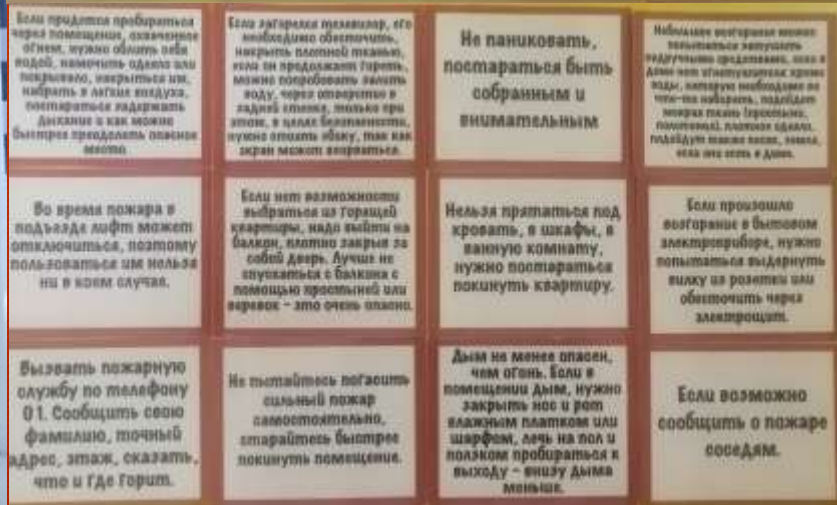 Если придется пробираться
через помещение, охваченное
огнем, нужно облить себя
водой, намочить одеяло или
покрывало, накрыться им,
набрать в легкие воздуха,
постараться задержать
дыхание и как можно
быстрее преодолеть опасное
место.
Если загорелся телевизор, его
необходимо обесточить,
накрыть плотной тканью,
если он продолжает гореть,
можно попробовать залить
воду, через отверстие в
задней стенке, только при
этом, в целях безопасности,
нужно стоять сбоку, так как
экран может взорваться.
Не паниковать,
постараться быть
собранным и
внимательным
Небольшое возгорание можно
попытаться затушить
подручными средствами, если в
доме нет огнетушителя: кроме
воды, которую необходимо во
что-то набирать, подойдет
мокрая ткань (простыни,
полотенца), плотное одеяло,
подойдут также песок, земля,
если они есть в доме.
Во время пожара в
подъезде лифт может
отключиться, поэтому
пользоваться им нельзя
ни в коем случае.
Если нет возможности
выбраться из горящей
квартиры, надо выйти на
балкон, плотно закрыв за
собой дверь. Лучше не
спускаться с балкона с
помощью простыней или
веревок – это очень опасно.
Нельзя прятаться под
кровать, в шкафы, в
ванную комнату,
нужно постараться
покинуть квартиру.
Если произошло
возгорание в бытовом
электроприборе, нужно
попытаться выдернуть
вилку из розетки или
обесточить через
электрощит.
Вызвать пожарную
службу по телефону
01. Сообщить свою
фамилию, точный
адрес, этаж, сказать,
что и где горит.
Не пытайтесь погасить
сильный пожар
самостоятельно,
старайтесь быстрее
покинуть помещение.
Дым не менее опасен,
чем огонь. Если в
помещении дым, нужно
закрыть нос и рот
влажным платком или
шарфом, лечь на пол и
ползком пробираться к
выходу – внизу дыма
меньше.
Если возможно
сообщить о пожаре
соседям.